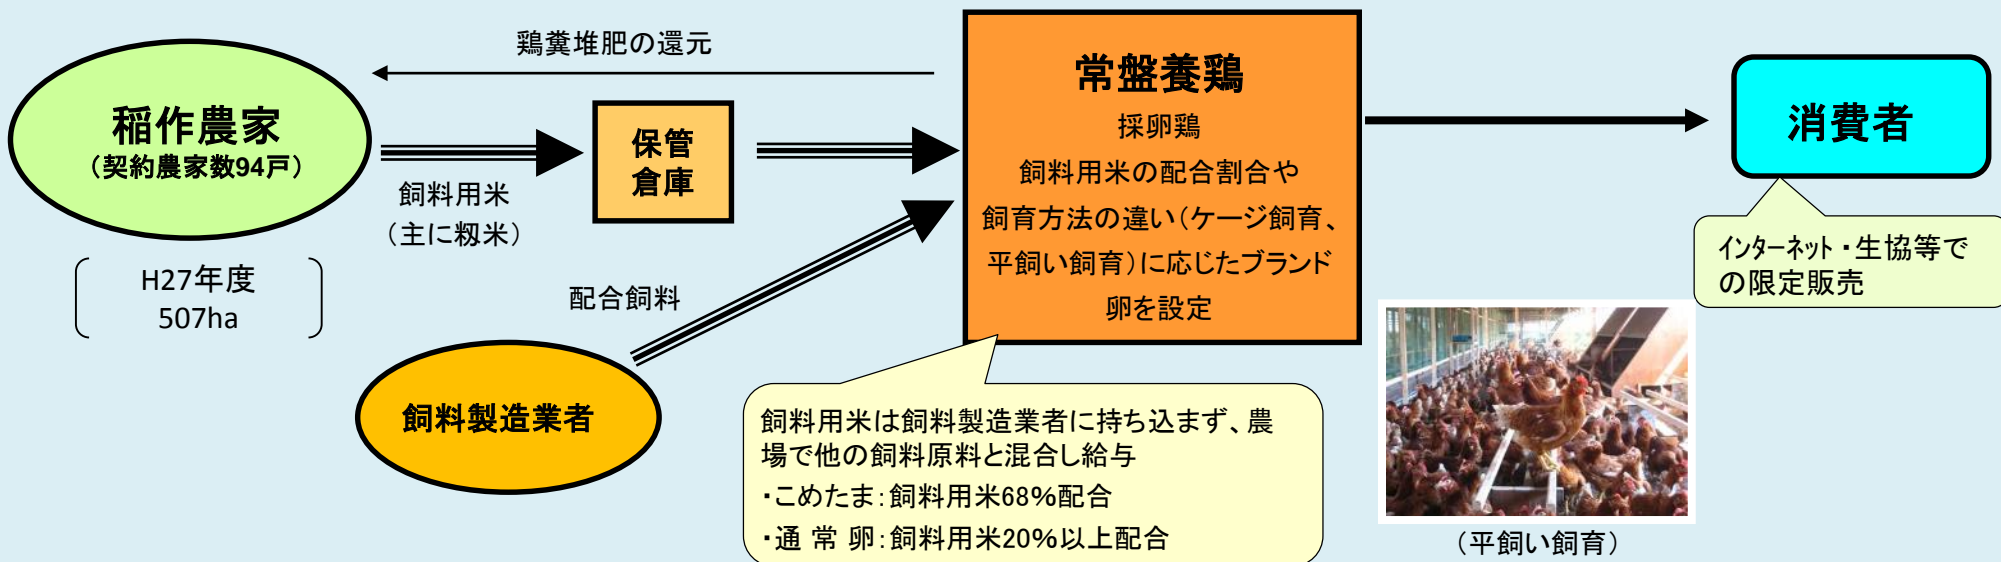 鶏糞堆肥の還元
稲作農家
（契約農家数94戸）
H27年度
507ha
飼料用米
（主に籾米）
保管
倉庫
配合飼料
飼料製造業者
常盤養鶏
採卵鶏
飼料用米の配合割合や
飼育方法の違い（ケージ飼育、
平飼い飼育）に応じたブランド
卵を設定
飼料用米は飼料製造業者に持ち込まず、農
場で他の飼料原料と混合し給与
・こめたま：飼料用米68%配合
・通 常 卵：飼料用米20%以上配合
消費者
インターネット・生協等で
の限定販売
（平飼い飼育）